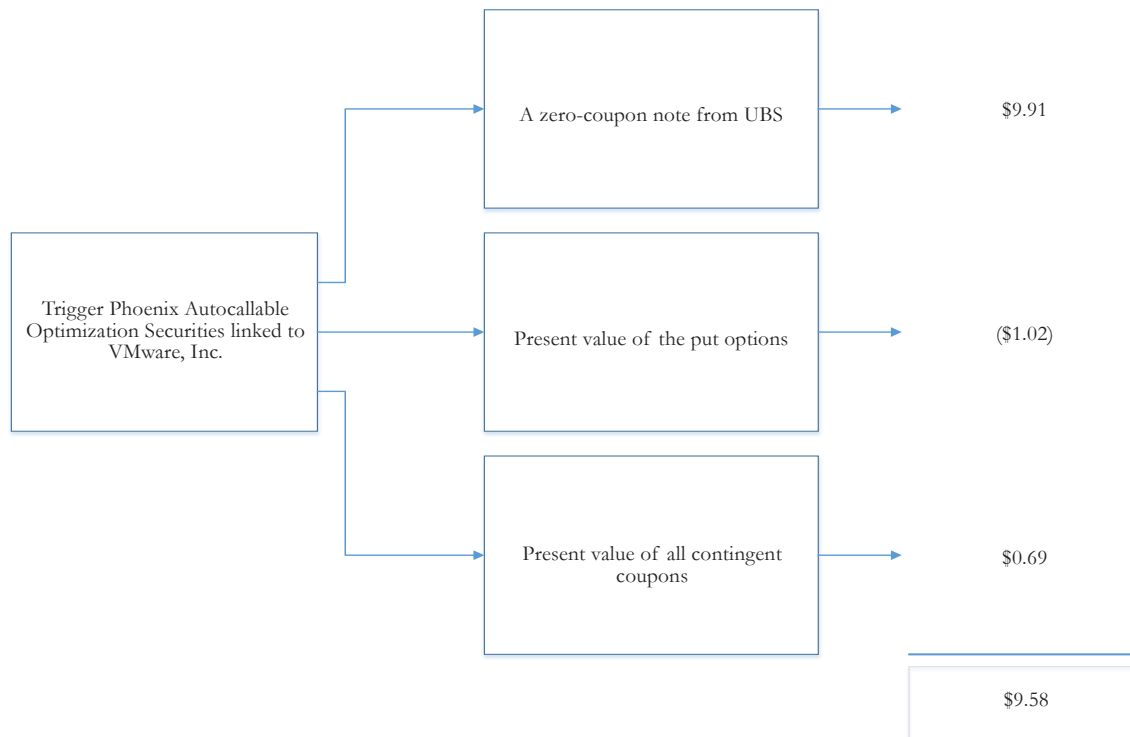 A zero-coupon note from UBS
$9.91
Trigger Phoenix Autocallable
Optimization Securities linked to
VMware, Inc.
Present value of the put options
($1.02)
Present value of all contingent
coupons
$0.69
$9.58